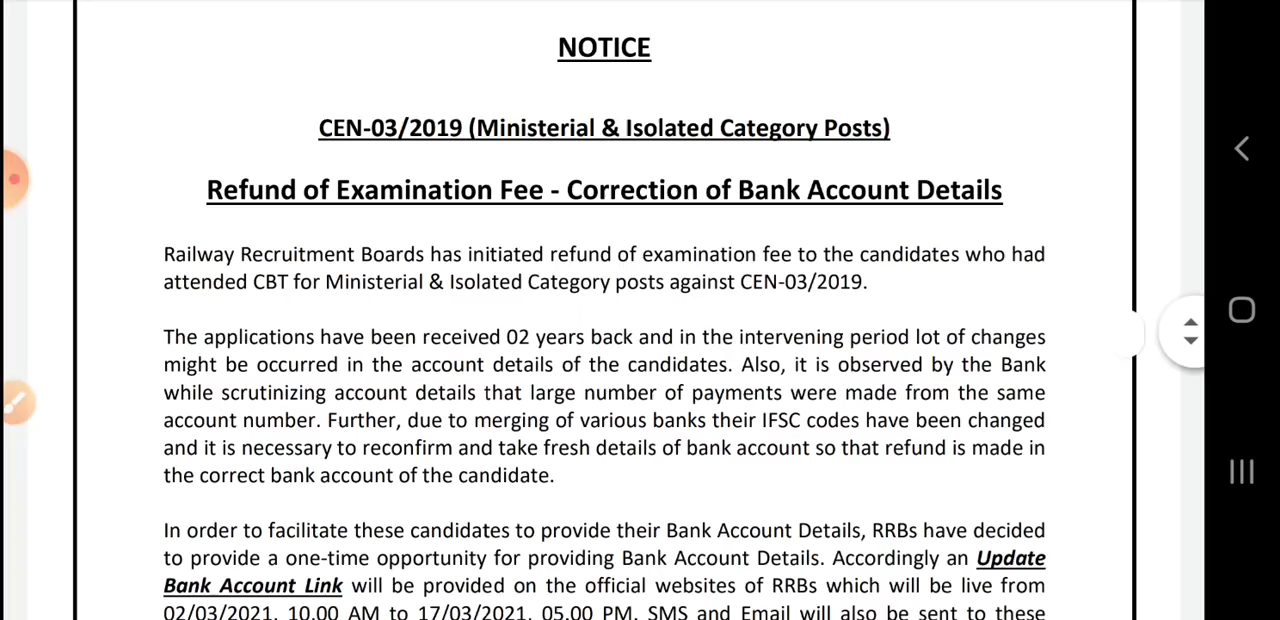 NOTICE
CEN-03/2019 (Ministerial & Isolated Category Posts)
Refund of Examination Fee - Correction of Bank Account Details
Railway Recruitment Boards has initiated refund of examination fee to the candidates who had
attended CBT for Ministerial & Isolated Category posts against CEN-03/2019.
The applications have been received 02 years back and in the intervening period lot of changes
might be occurred in the account details of the candidates. Also, it is observed by the Bank
while scrutinizing account details that large number of payments were made from the same
account number. Further, due to merging of various banks their IFSC codes have been changed
and it is necessary to reconfirm and take fresh details of bank account so that refund is made in
the correct bank account of the candidate.
In order to facilitate these candidates to provide their Bank Account Details, RRBs have decided
to provide a one-time opportunity for providing Bank Account Details. Accordingly an Update
Bank Account Link will be provided on the official websites of RRBs which will be live from
02/03/2021, 10.00 AM to 17/03/2021, 05.00 PM. SMS and Email will also be sent to these